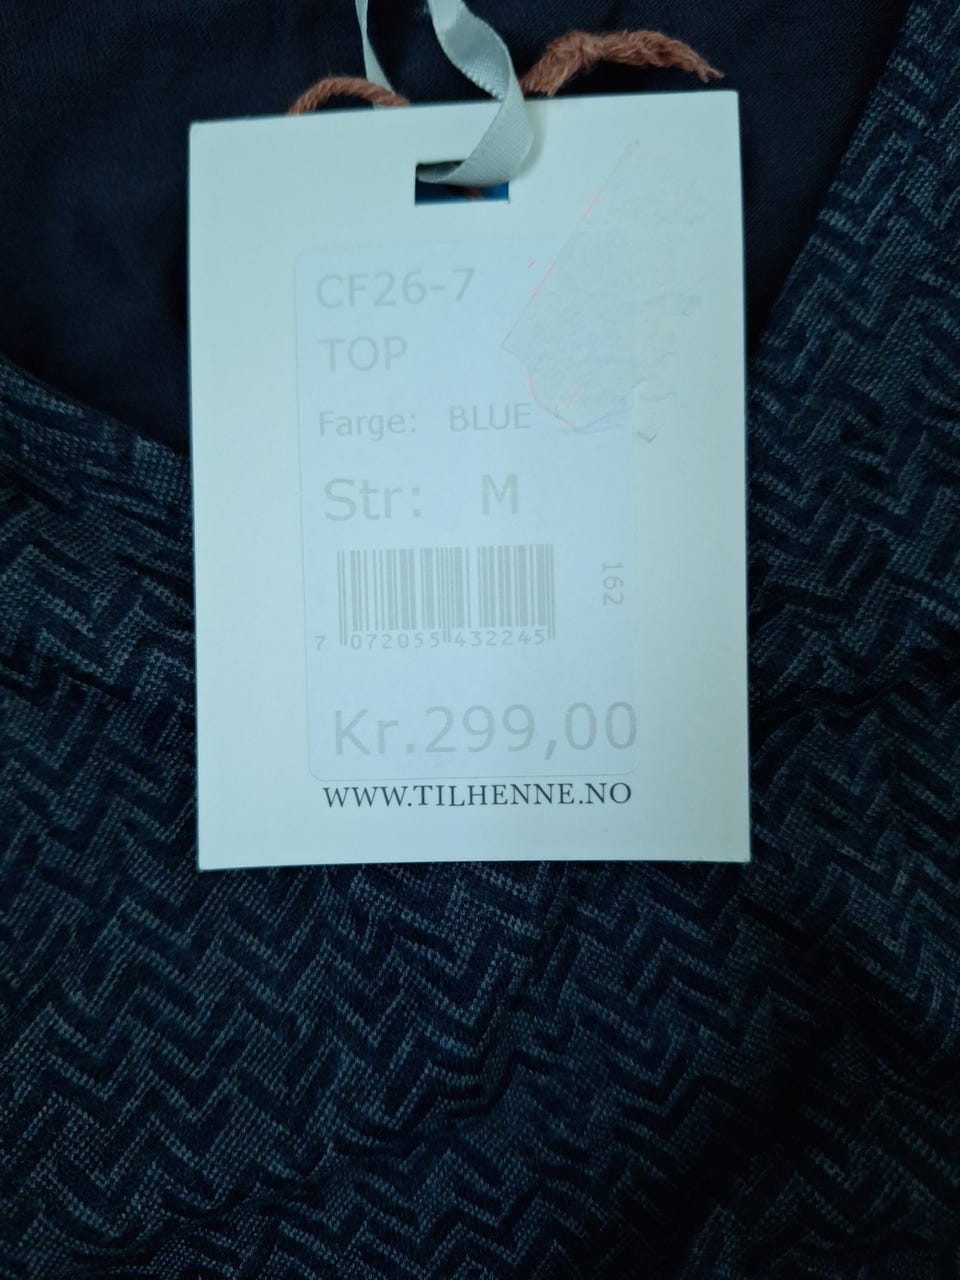 CF26-7
TOP
Farge: BLUE
Str: M
162
7 072055 432245
Kr.299,00
WWW.TILHENNE.NO